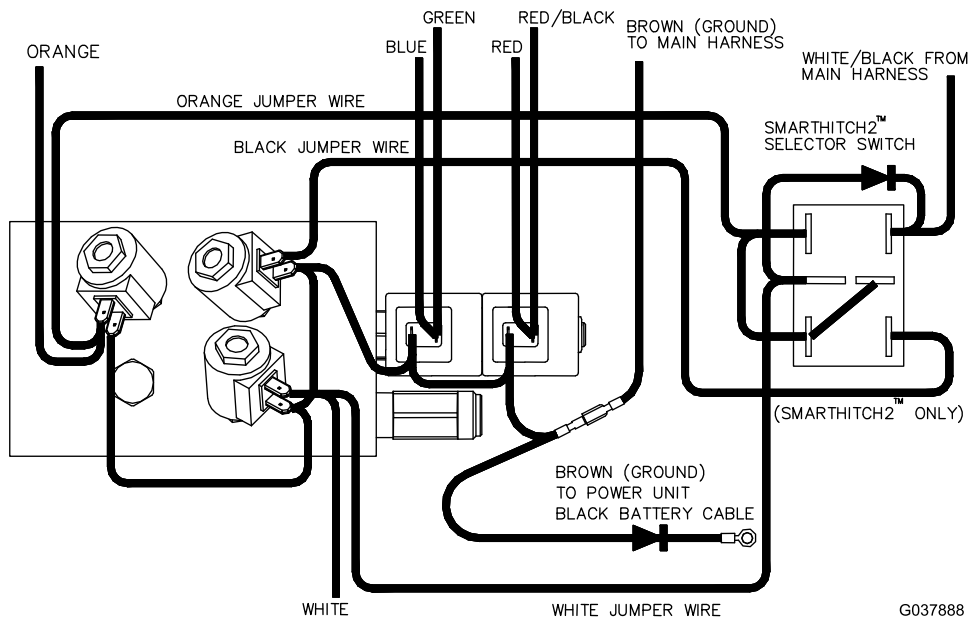 GREEN
RED/BLACK
BLUE
RED
BROWN (GROUND)
TO MAIN HARNESS
ORANGE
WHITE/BLACK FROM
MAIN HARNESS
ORANGE JUMPER WIRE
SMARTHITCH2™
SELECTOR SWITCH
BLACK JUMPER WIRE
(SMARTHITCH2™ ONLY)
BROWN (GROUND)
TO POWER UNIT
BLACK BATTERY CABLE
WHITE
WHITE JUMPER WIRE
G037888